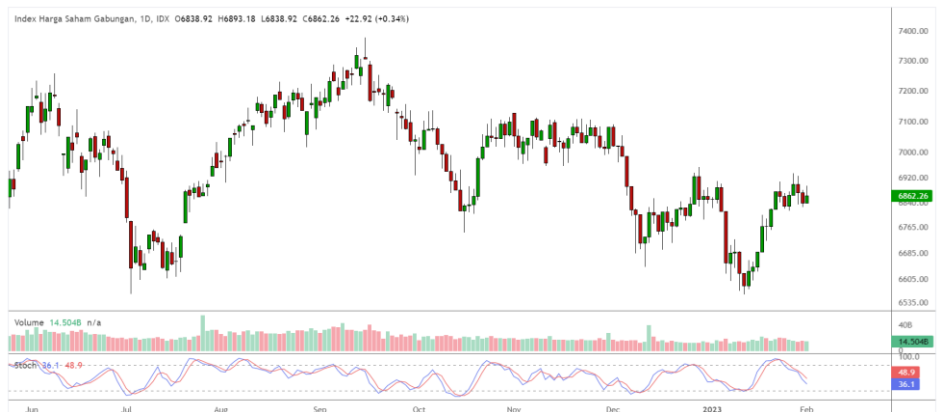 Index Harga Saham Gabungan, 1D, IDX O6838.92 H6893.18 L6838.92 C6862.26 +22.92 (+0.34%)
7400.00
7300.00
7200.00
7100.00
7000.00
6920.00
6862.26
6840.00
6765.00
6685.00
6605.00
6535.00
Volume 14.504B n/a
40B
14.504B
0
Stoch 36.1 48.9
100.0
48.9
36.1
Jun Jul Aug Sep Oct Nov Dec 2023 Feb